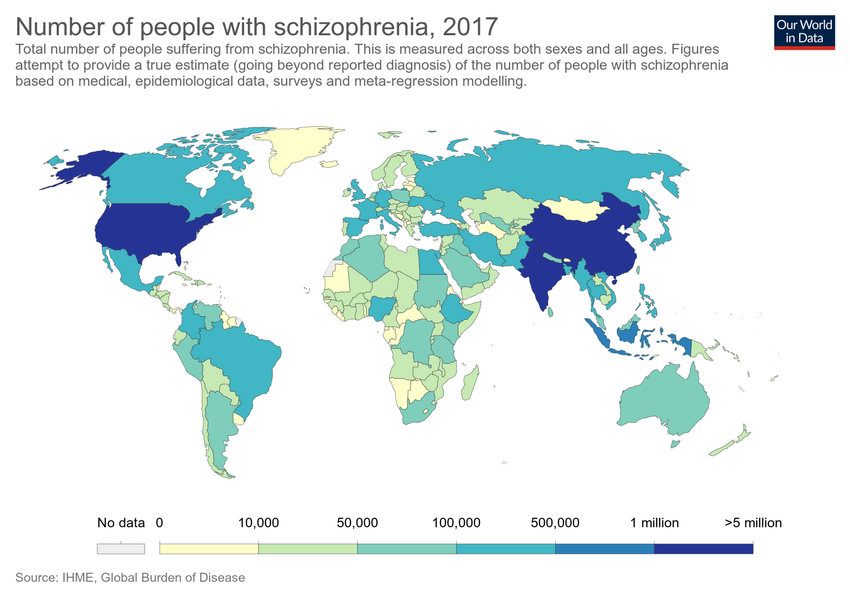 Number of people with schizophrenia, 2017
Our World
in Data
Total number of people suffering from schizophrenia. This is measured across both sexes and all ages. Figures
attempt to provide a true estimate (going beyond reported diagnosis) of the number of people with schizophrenia
based on medical, epidemiological data, surveys and meta-regression modelling.
No data 0 10,000 50,000 100,000 500,000 1 million >5 million
Source: IHME, Global Burden of Disease